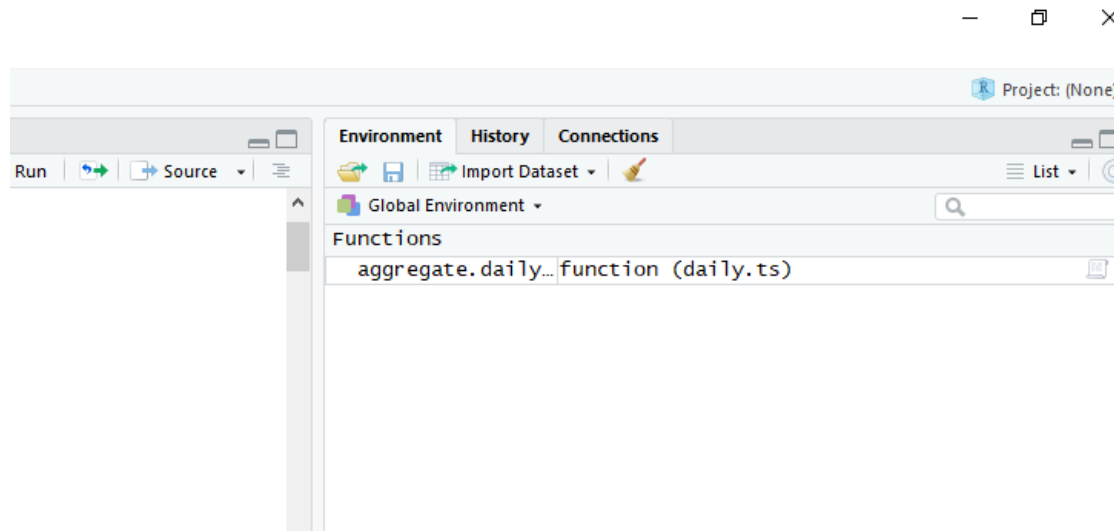 Project: (None)
Environment History Connections
Run Source Import Dataset List
Global Environment
Functions
aggregate.daily… function (daily.ts)